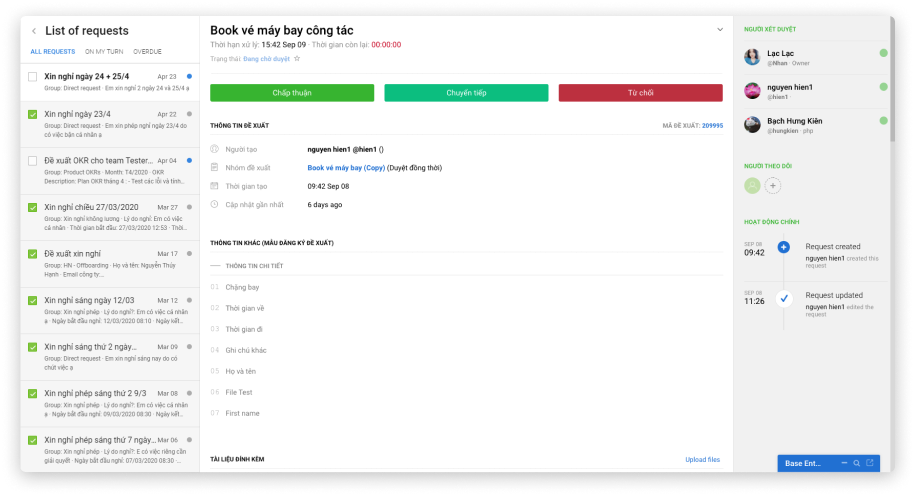 List of requests
ALL REQUESTS ON MY TURN OVERDUE
Xin nghỉ ngày 24 + 25/4 Apr 23
Group: Direct request · Em xin nghỉ 2 ngày 24 và 25/4 ạ
Xin nghỉ ngày 23/4 Apr 22
Group: Direct request · Em xin phép nghỉ ngày 23/4 do
có việc bận cá nhân ạ
Đề xuất OKR cho team Tester... Apr 04
Group: Product OKRs · Month: T4/2020 · OKR
Description: Plan OKR tháng 4 : - Test các lỗi và tính...
Xin nghỉ chiều 27/03/2020 Mar 27
Group: Xin nghỉ không lương · Lý do nghỉ: Em có việc
cá nhân · Thời gian bắt đầu: 27/03/2020 12:53 · Thời...
Đề xuất xin nghỉ Mar 17
Group: HN - Offboarding · Họ và tên: Nguyễn Thúy
Hạnh · Email công ty:...
Xin nghỉ sáng ngày 12/03 Mar 12
Group: Xin nghỉ phép · Lý do nghỉ?: Em có việc cá nhân
ạ · Ngày bắt đầu nghỉ: 12/03/2020 08:10 · Ngày kết...
Xin nghỉ sáng thứ 2 ngày... Mar 09
Group: Direct request · Em xin nghỉ sáng nay do có
chút việc ạ
Xin nghỉ phép sáng thứ 2 9/3 Mar 08
Group: Xin nghỉ phép · Lý do nghỉ?: Em có việc cá nhân
ạ · Ngày bắt đầu nghỉ: 09/03/2020 08:30 · Ngày kết...
Xin nghỉ phép sáng thứ 7 ngày... Mar 06
Group: Xin nghỉ phép · Lý do nghỉ?: E có việc riêng cần
giải quyết · Ngày bắt đầu nghỉ: 07/03/2020 08:30 ·...
Book vé máy bay công tác
Thời hạn xử lý: 15:42 Sep 09 · Thời gian còn lại: 00:00:00
Trạng thái: Đang chờ duyệt
Chấp thuận Chuyển tiếp Từ chối
THÔNG TIN ĐỀ XUẤT MÃ ĐỀ XUẤT: 209995
Người tạo nguyen hien1 @hien1 ()
Nhóm đề xuất Book vé máy bay (Copy) (Duyệt đồng thời)
Thời gian tạo 09:42 Sep 08
Cập nhật gần nhất 6 days ago
THÔNG TIN KHÁC (MẪU ĐĂNG KÝ ĐỀ XUẤT)
THÔNG TIN CHI TIẾT
01 Chặng bay
02 Thời gian về
03 Thời gian đi
04 Ghi chú khác
05 Họ và tên
06 File Test
07 First name
TÀI LIỆU ĐÍNH KÈM Upload files
NGƯỜI XÉT DUYỆT
Lạc Lạc
@Nhan · Owner
nguyen hien1
@hien1
Bạch Hưng Kiên
@hungkien · php
NGƯỜI THEO DÕI
HOẠT ĐỘNG CHÍNH
SEP 08
09:42
Request created
nguyen hien1 created this
request
SEP 08
11:26
Request updated
nguyen hien1 edited the
request
Base Ent...